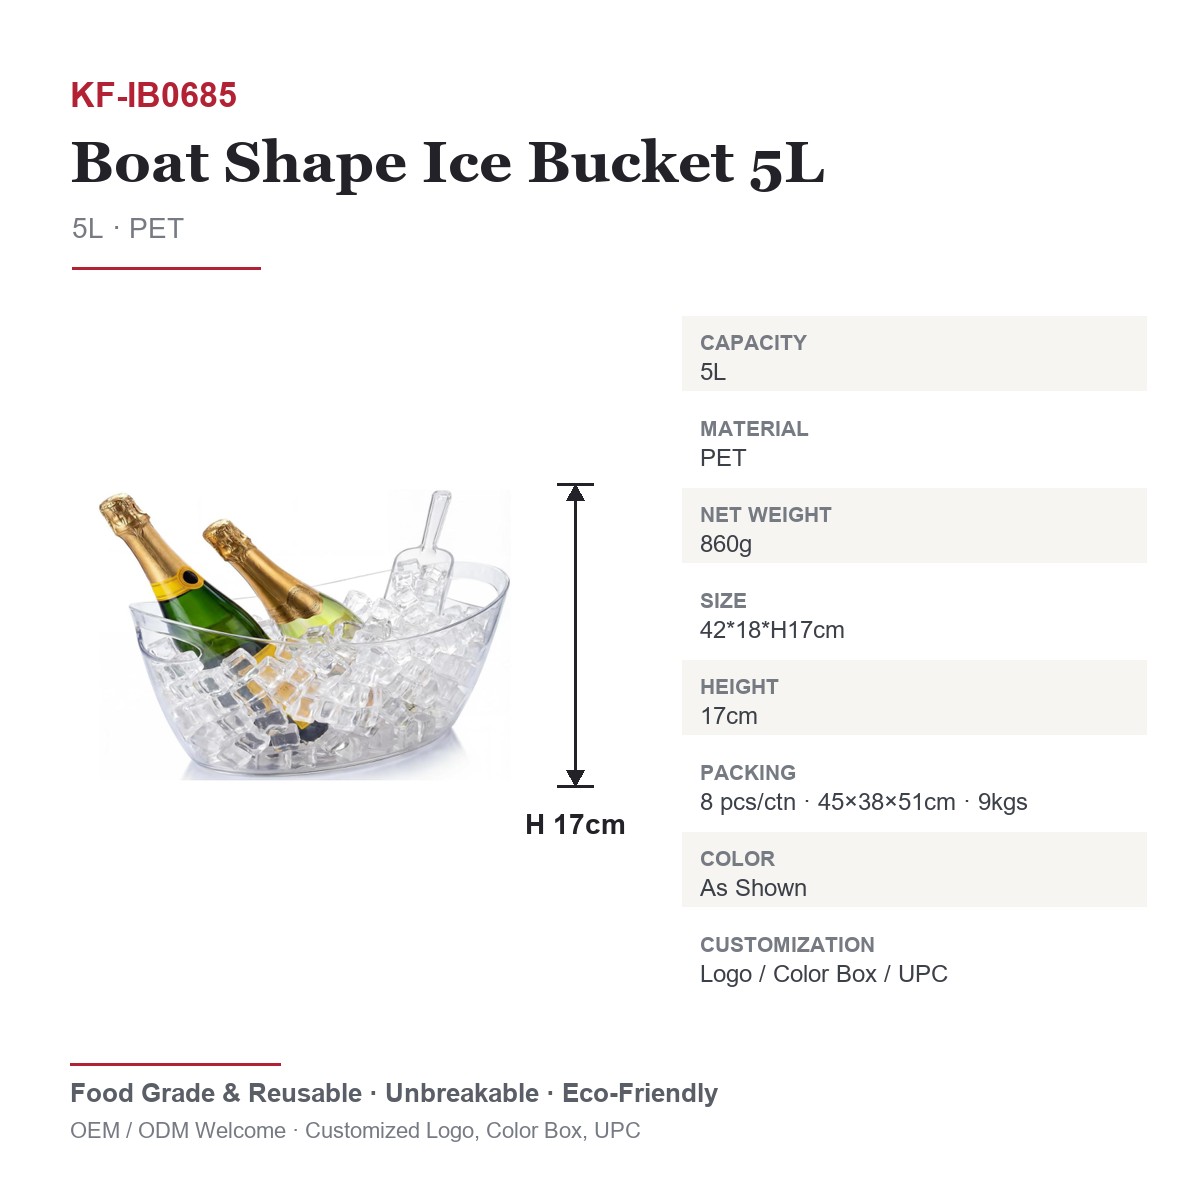 KF-IB0685
Boat Shape Ice Bucket 5L
5L · PET
CAPACITY
5L
MATERIAL
PET
NET WEIGHT
860g
SIZE
42*18*H17cm
HEIGHT
17cm
PACKING
8 pcs/ctn · 45×38×51cm · 9kgs
COLOR
As Shown
CUSTOMIZATION
Logo / Color Box / UPC
H 17cm
Food Grade & Reusable · Unbreakable · Eco-Friendly
OEM / ODM Welcome · Customized Logo, Color Box, UPC